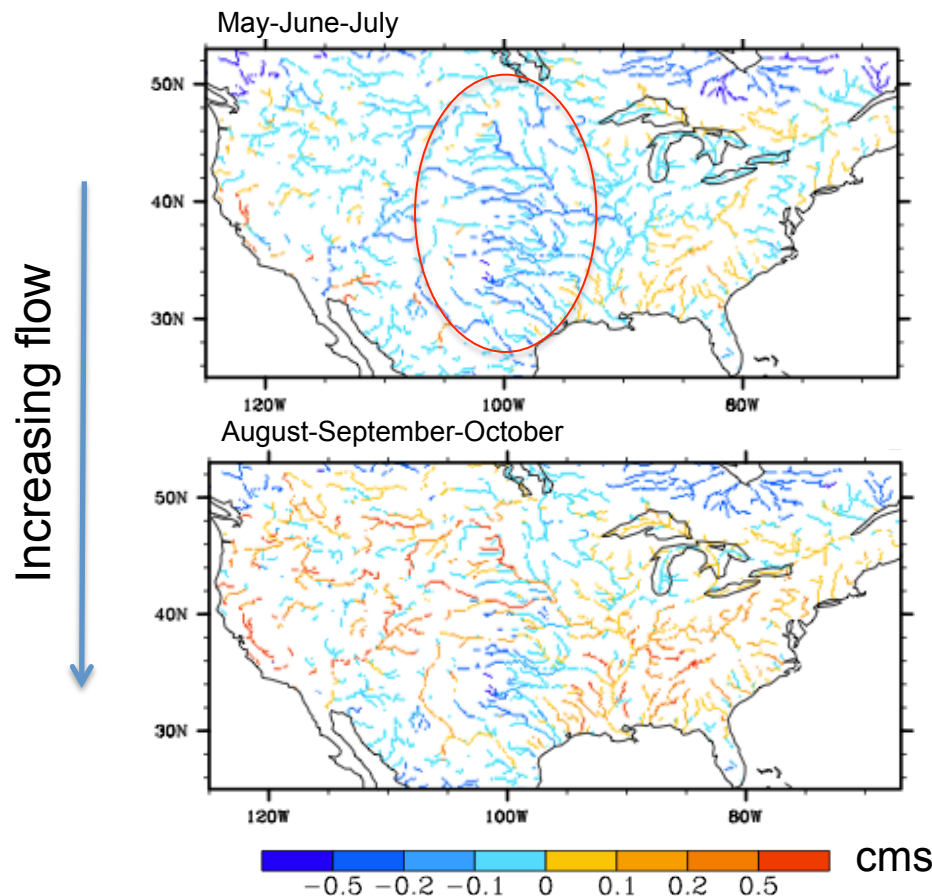 May-June-July
50N
40N
30N
120W 100W 80W
Increasing flow
August-September-October
50N
40N
30N
120W 100W 80W
cms
−0.5 −0.2 −0.1 0 0.1 0.2 0.5